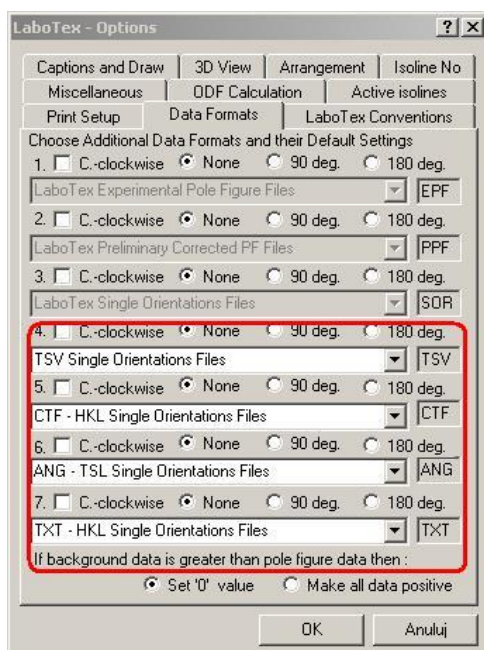 LaboTex - Options
Captions and Draw 3D View Arrangement Isoline No
Miscellaneous ODF Calculation Active isolines
Print Setup Data Formats LaboTex Conventions
Choose Additional Data Formats and their Default Settings
1. C.-clockwise None 90 deg. 180 deg.
LaboTex Experimental Pole Figure Files EPF
2. C.-clockwise None 90 deg. 180 deg.
LaboTex Preliminary Corrected PF Files PPF
3. C.-clockwise None 90 deg. 180 deg.
LaboTex Single Orientations Files SOR
4. C.-clockwise None 90 deg. 180 deg.
TSV Single Orientations Files TSV
5. C.-clockwise None 90 deg. 180 deg.
CTF - HKL Single Orientations Files CTF
6. C.-clockwise None 90 deg. 180 deg.
ANG - TSL Single Orientations Files ANG
7. C.-clockwise None 90 deg. 180 deg.
TXT - HKL Single Orientations Files TXT
If background data is greater than pole figure data then :
Set '0' value Make all data positive
OK Anuluj